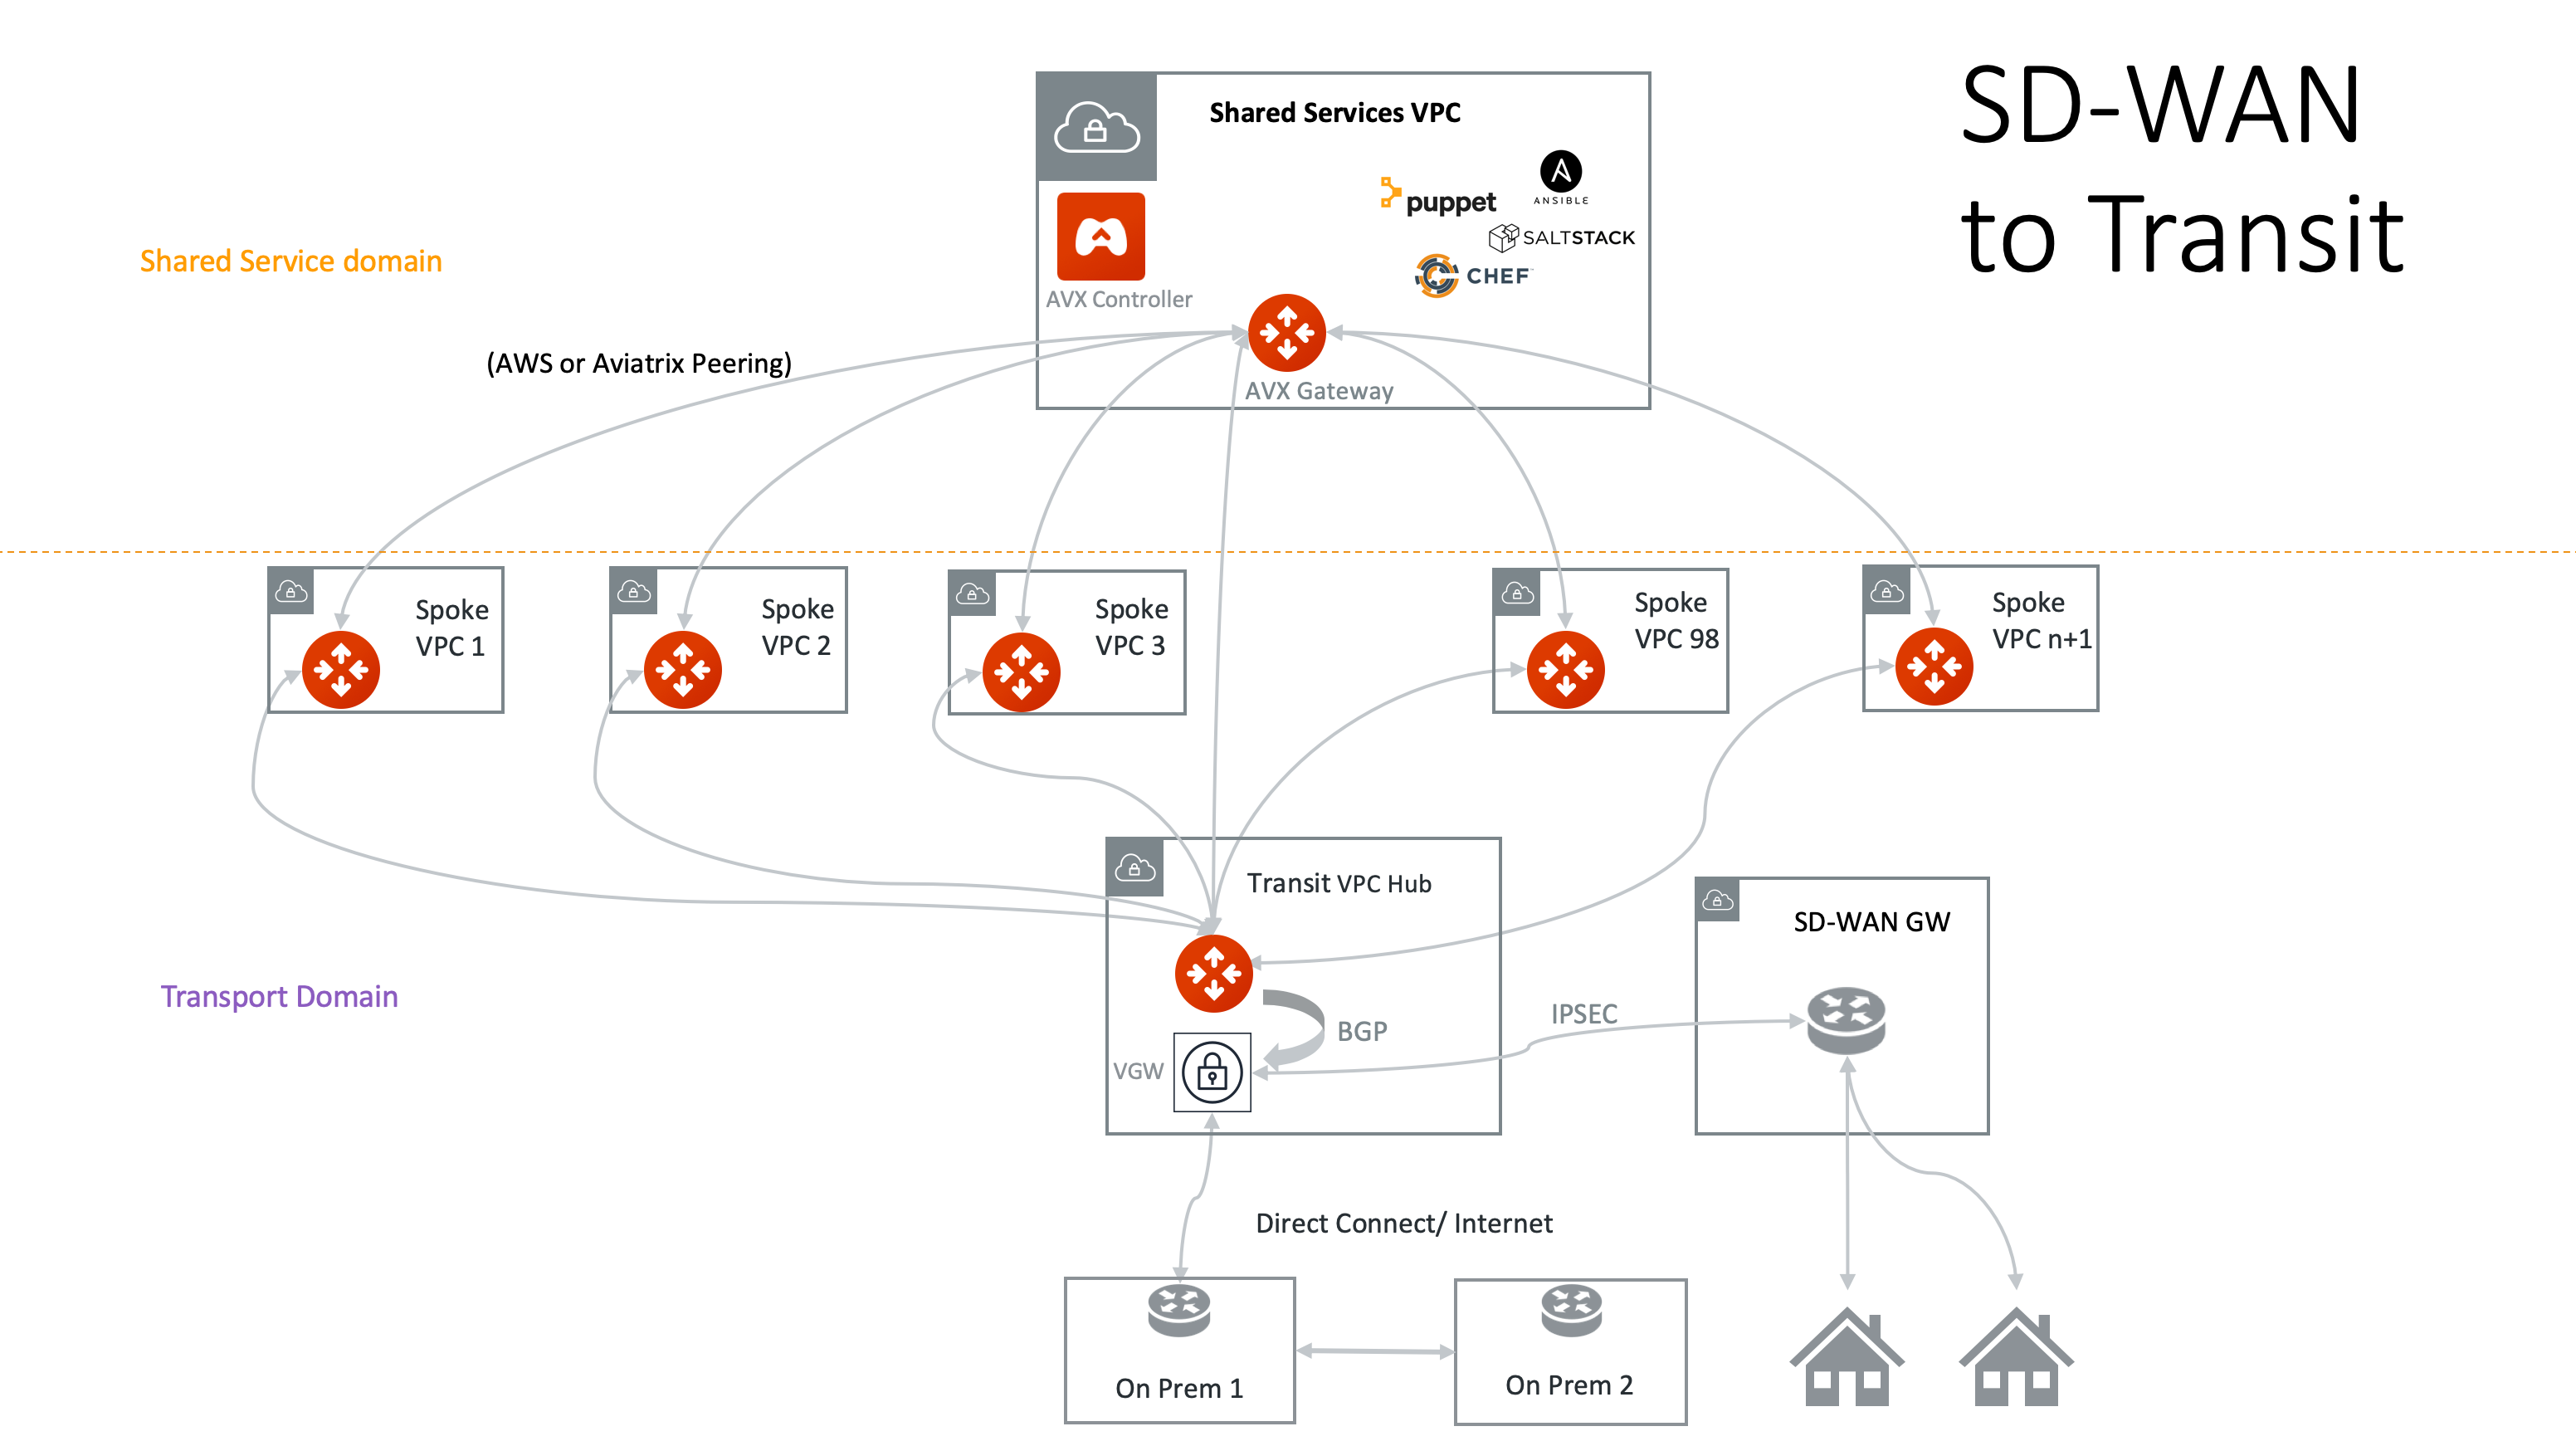 SD-WAN
to Transit
Shared Services VPC
puppet
ANSIBLE
SALTSTACK
CHEF™
AVX Controller
AVX Gateway
Shared Service domain
(AWS or Aviatrix Peering)
Spoke
VPC 1
Spoke
VPC 2
Spoke
VPC 3
Spoke
VPC 98
Spoke
VPC n+1
Transit VPC Hub
SD-WAN GW
Transport Domain
IPSEC
BGP
VGW
Direct Connect/ Internet
On Prem 1
On Prem 2